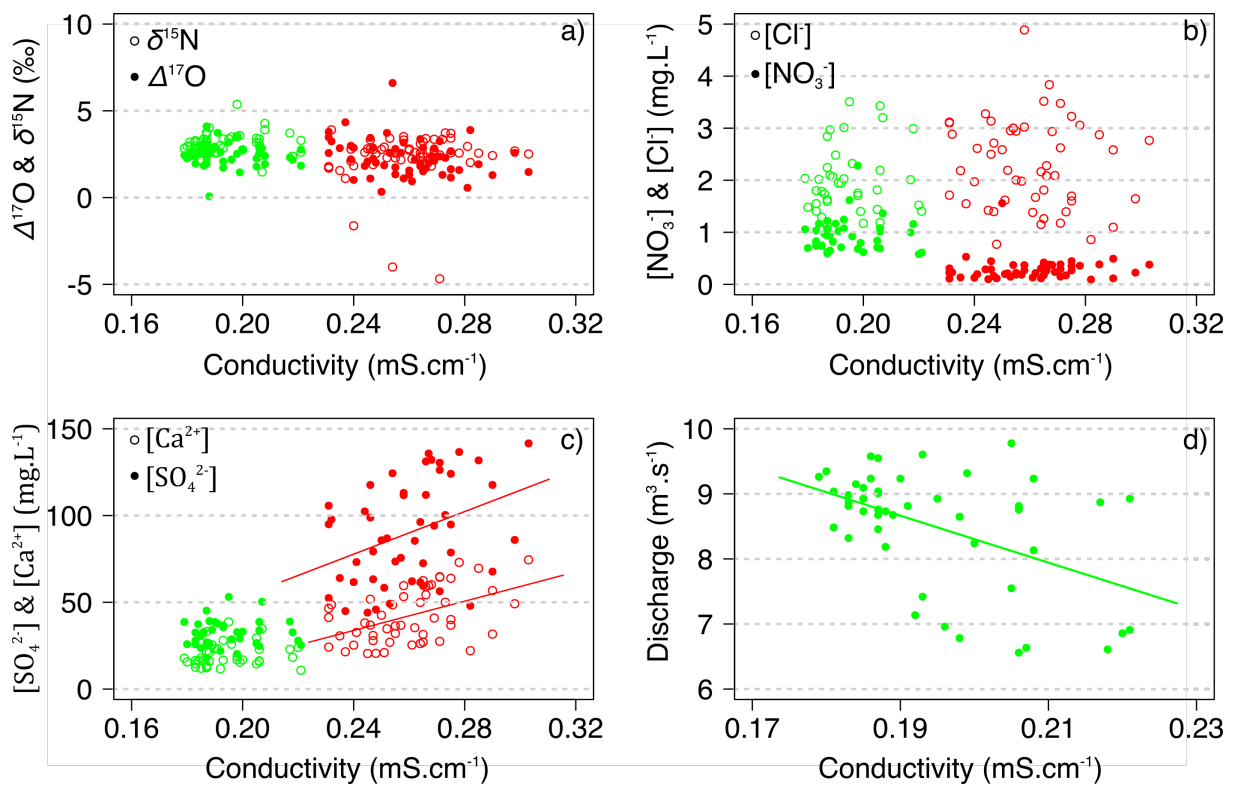 10
5
0
-5
Δ¹⁷O & δ¹⁵N (‰)
δ¹⁵N
Δ¹⁷O
a)
0.16 0.20 0.24 0.28 0.32
Conductivity (mS.cm⁻¹)
5
4
3
2
1
0
[NO₃⁻] & [Cl⁻] (mg.L⁻¹)
[Cl⁻]
[NO₃⁻]
b)
0.16 0.20 0.24 0.28 0.32
Conductivity (mS.cm⁻¹)
150
100
50
0
[SO₄²⁻] & [Ca²⁺] (mg.L⁻¹)
[Ca²⁺]
[SO₄²⁻]
c)
0.16 0.20 0.24 0.28 0.32
Conductivity (mS.cm⁻¹)
10
9
8
7
6
Discharge (m³.s⁻¹)
d)
0.17 0.19 0.21 0.23
Conductivity (mS.cm⁻¹)